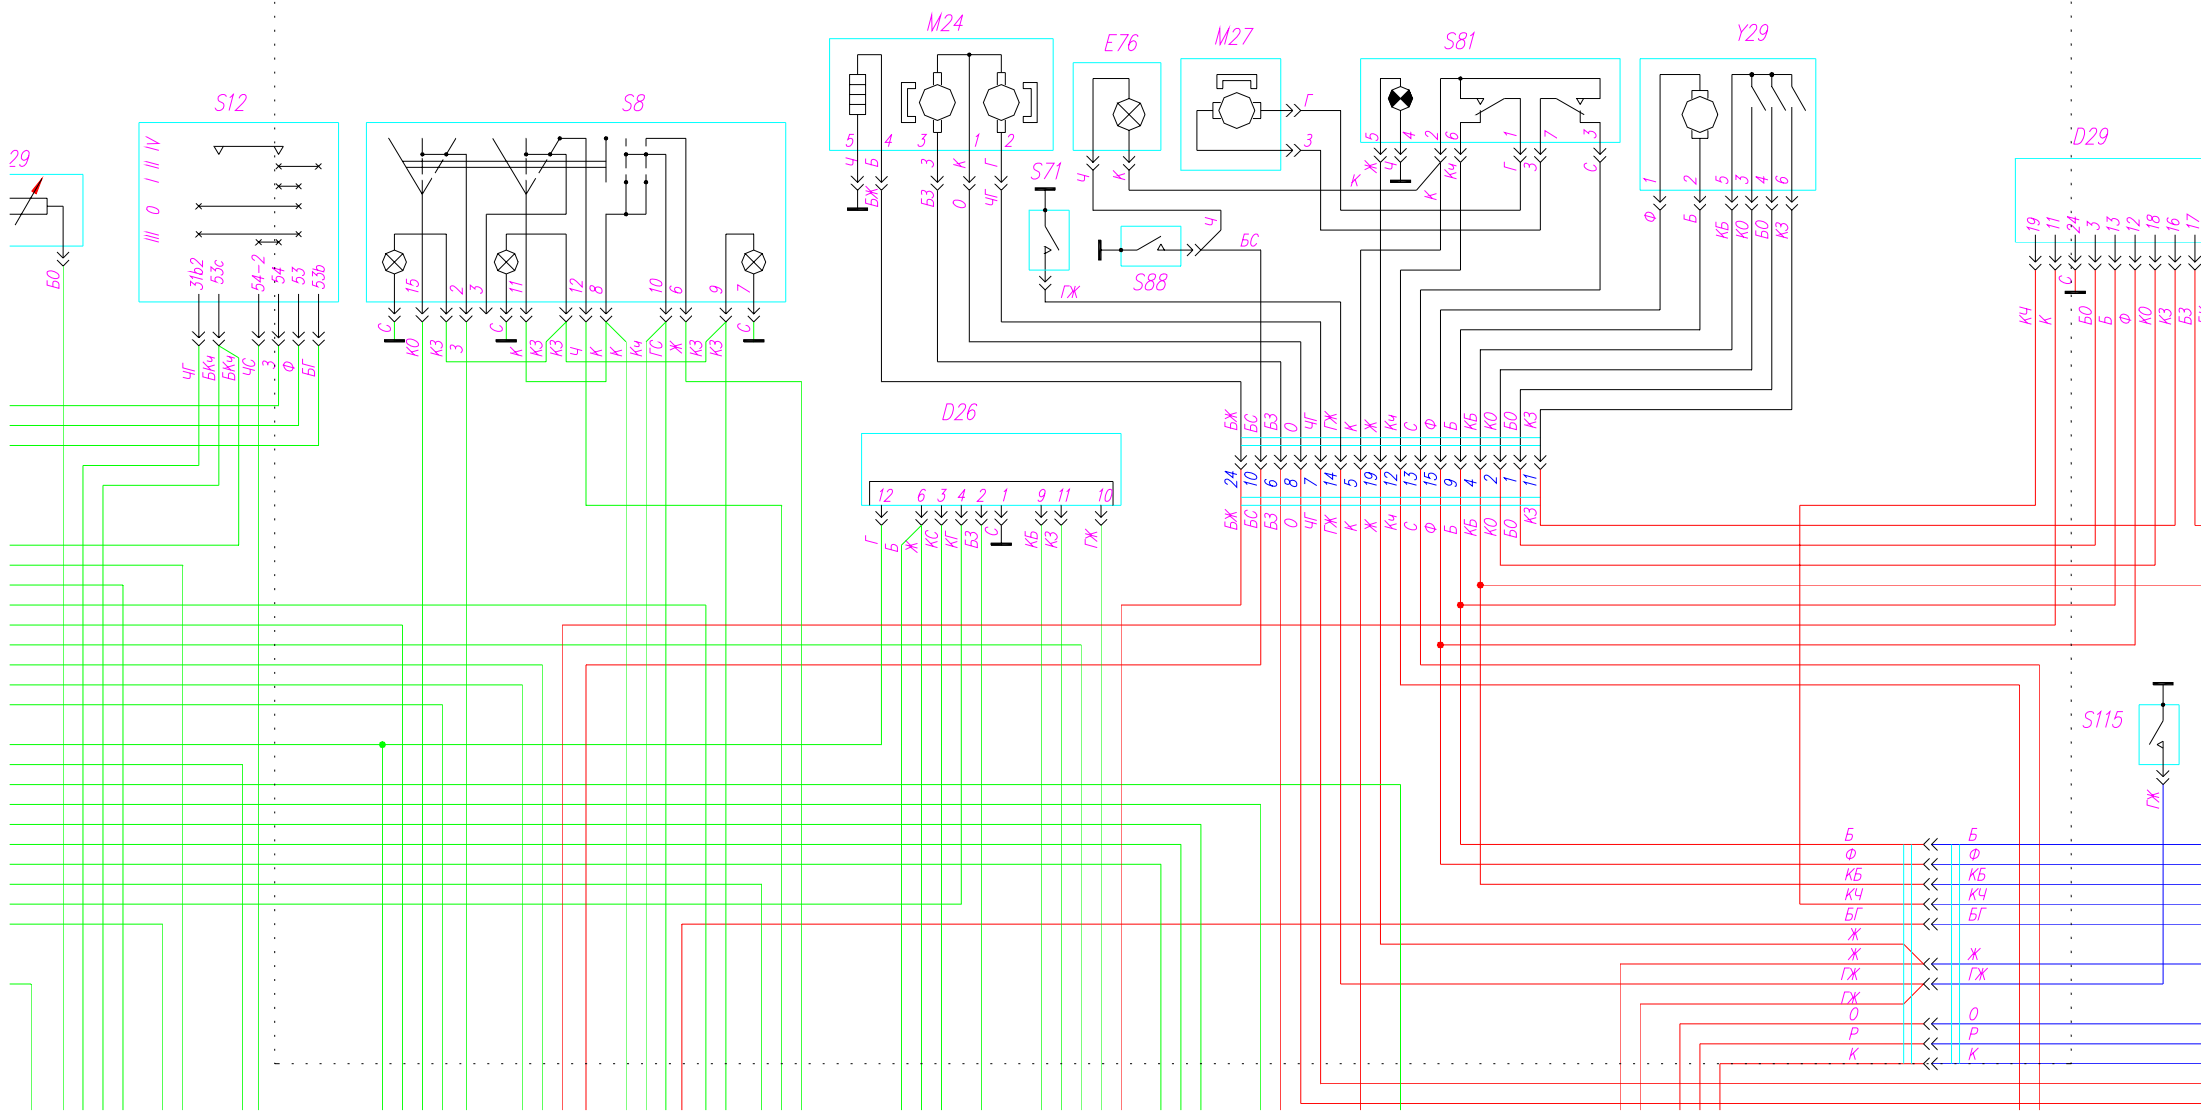 M24
E76
M27
S81
Y29
S12
S8
D29
29
IV
III
II
I
0
III
S71
S88
D26
S115
БО
31b2 53c 54-2 54 53 53b
ЧГ БКч БКч ЧС З Ф БГ
15 2 3 11 12 8 10 6 9 7
С КО КЗ З С К КЗ КЗ Ч К К Кч ГС Ж КЗ КЗ С
5 4 3 1 2
Ч Б З К Г
БЖ БЗ О ЧГ
Ч К
Г
З
5 4 2 6 1 7 3
К Ж Ч К Кч Г З С
1 2 5 3 4 6
Ф Б КБ КО БО КЗ
19 11 24 3 13 12 18 16 17
С
КЧ К БО Б Ф КО КЗ БЗ
ГЖ
Ч
БС
БЖ БС БЗ О ЧГ ГЖ К Ж Кч С Ф Б КБ КО БО КЗ
24 10 6 8 7 14 5 19 12 13 15 9 4 2 1 11
БЖ БС БЗ О ЧГ ГЖ К Ж Кч С Ф Б КБ КО БО КЗ
12 6 3 4 2 1 9 11 10
Г Б Ж КС КГ БЗ С КБ КЗ ГЖ
ГЖ
Б Б
Ф Ф
КБ КБ
КЧ КЧ
БГ БГ
Ж
Ж Ж
ГЖ ГЖ
ГЖ
О О
Р Р
К К